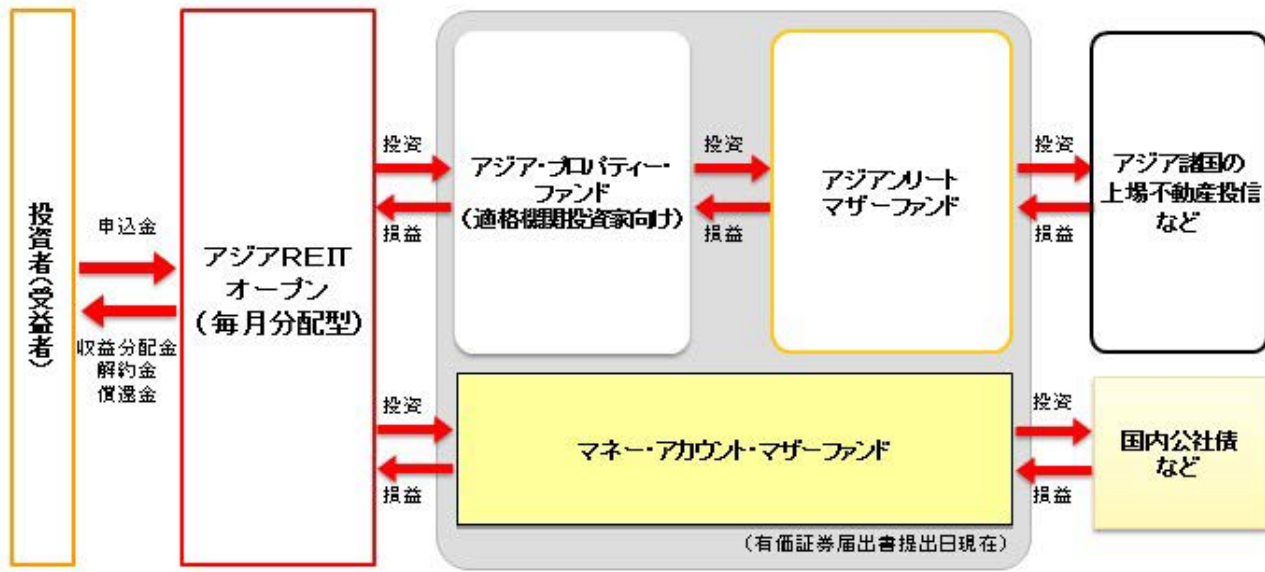 投資者(受益者)
申込金
収益分配金
解約金
償還金
アジアREIT
オープン
(毎月分配型)
投資
損益
アジア・プロパティー・
ファンド
(適格機関投資家向け)
投資
損益
アジアンリート
マザーファンド
投資
損益
アジア諸国の
上場不動産投信
など
投資
損益
マネー・アカウント・マザーファンド
投資
損益
国内公社債
など
(有価証券届出書提出日現在)